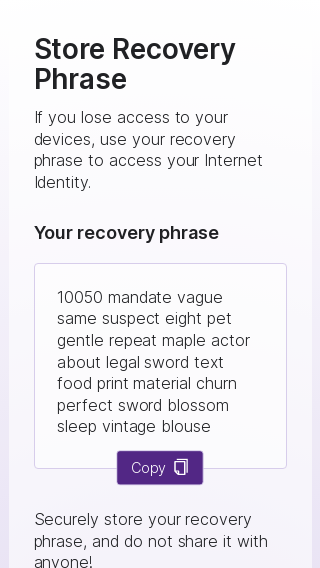 Store Recovery
Phrase
If you lose access to your
devices, use your recovery
phrase to access your Internet
Identity.
Your recovery phrase
10050 mandate vague
same suspect eight pet
gentle repeat maple actor
about legal sword text
food print material churn
perfect sword blossom
sleep vintage blouse
Copy
Securely store your recovery
phrase, and do not share it with
anyone!